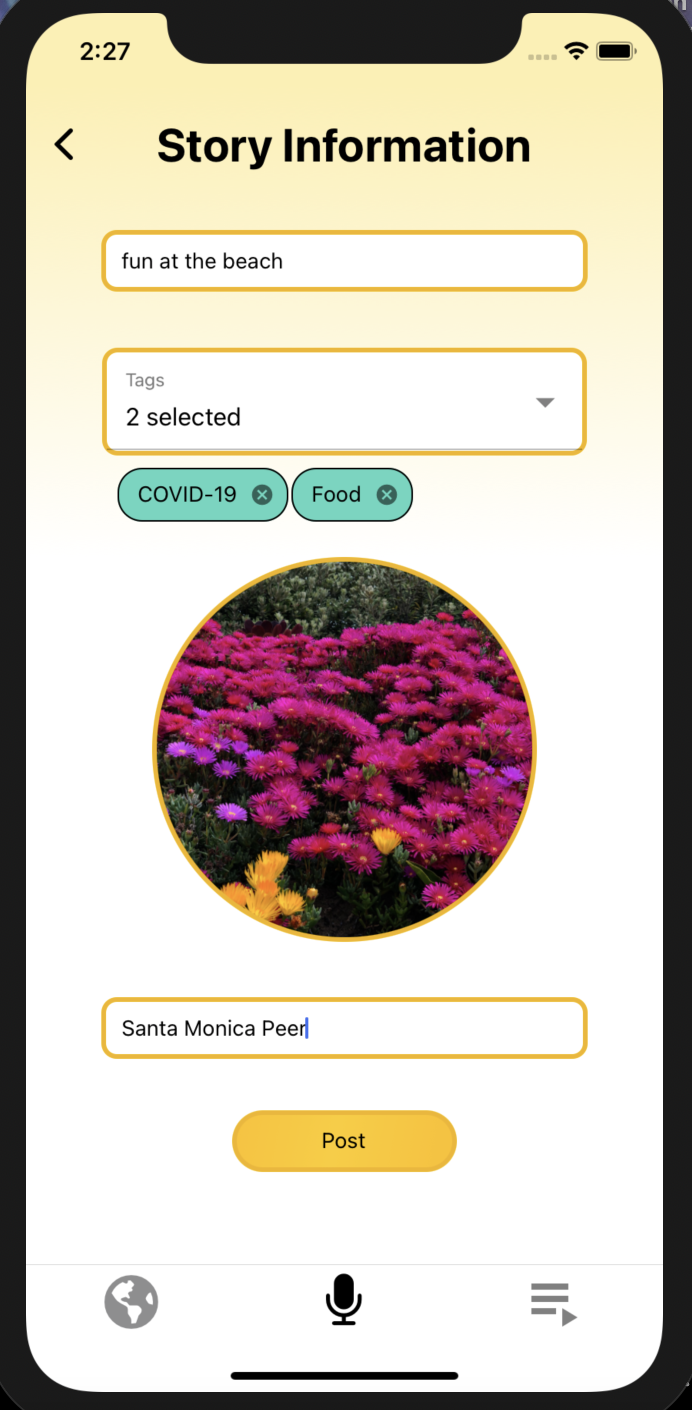 2:27
Story Information
fun at the beach
Tags
2 selected
COVID-19 Food
Santa Monica Peer
Post